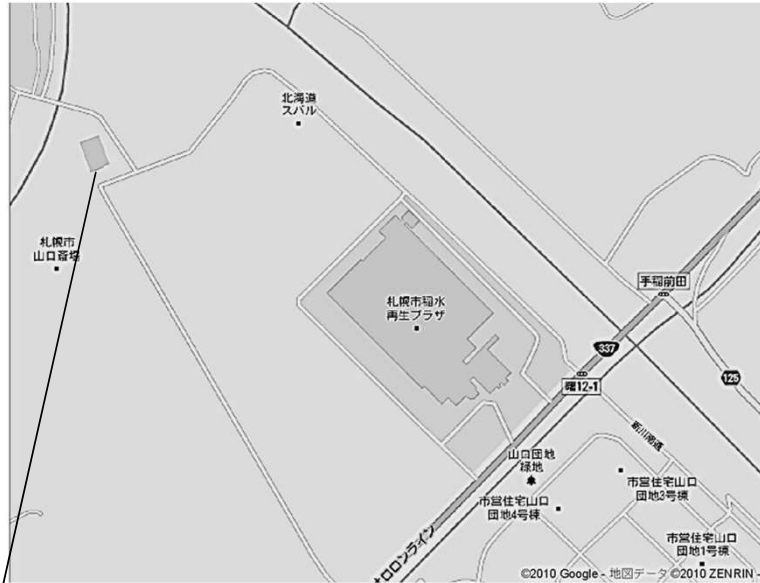 北海道
スバル
札幌市
山口斎場
札幌市稲水
再生プラザ
手稲前田
337
125
曙12-1
新川南通
山口団地
緑地
市営住宅山口
団地3号棟
市営住宅山口
団地4号棟
市営住宅山口
団地1号棟
オロロンライン
©2010 Google - 地図データ ©2010 ZENRIN -